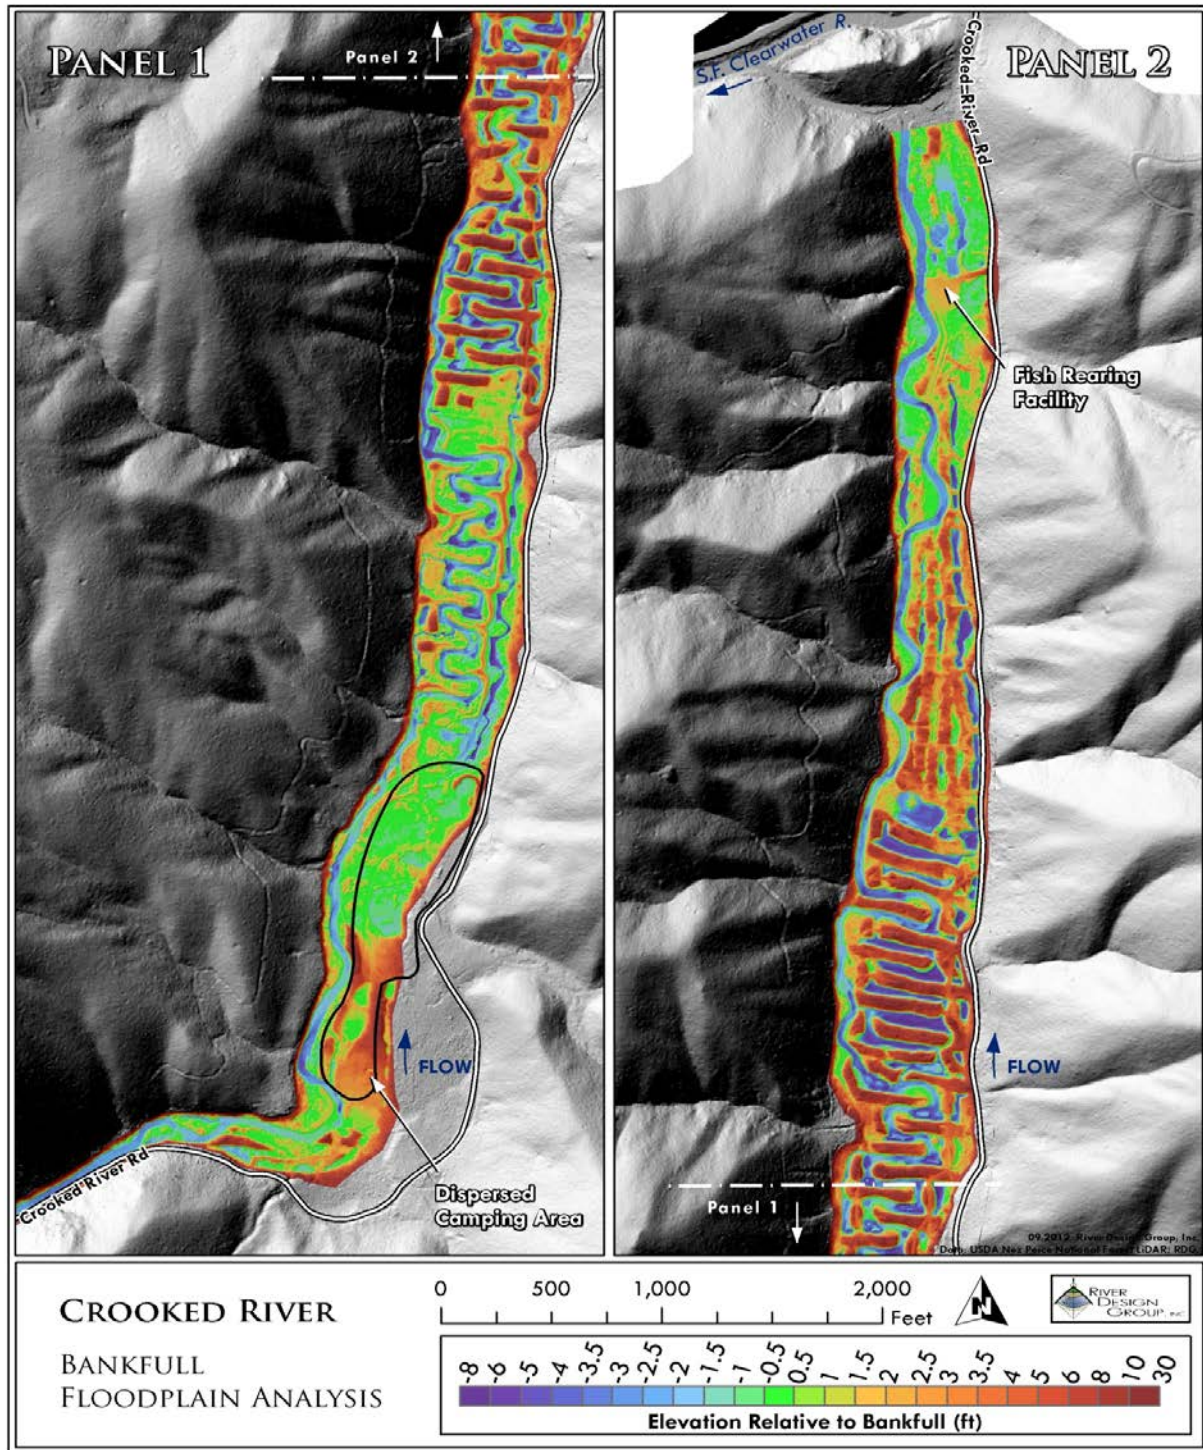 PANEL 1
Panel 2
FLOW
Dispersed
Camping Area
Crooked River Rd
S.F. Clearwater R.
Crooked River Rd
PANEL 2
Fish Rearing
Facility
FLOW
Panel 1
09.2012 River Design Group, Inc.
Data: USDA Nez Perce National Forest LiDAR; RDG
CROOKED RIVER
BANKFULL
FLOODPLAIN ANALYSIS
0 500 1,000 2,000
Feet
N
RIVER
DESIGN
GROUP, INC
-8 -6 -5 -4 -3.5 -3 -2.5 -2 -1.5 -1 -0.5 0.5 1 1.5 2 2.5 3 3.5 4 5 6 8 10 30
Elevation Relative to Bankfull (ft)